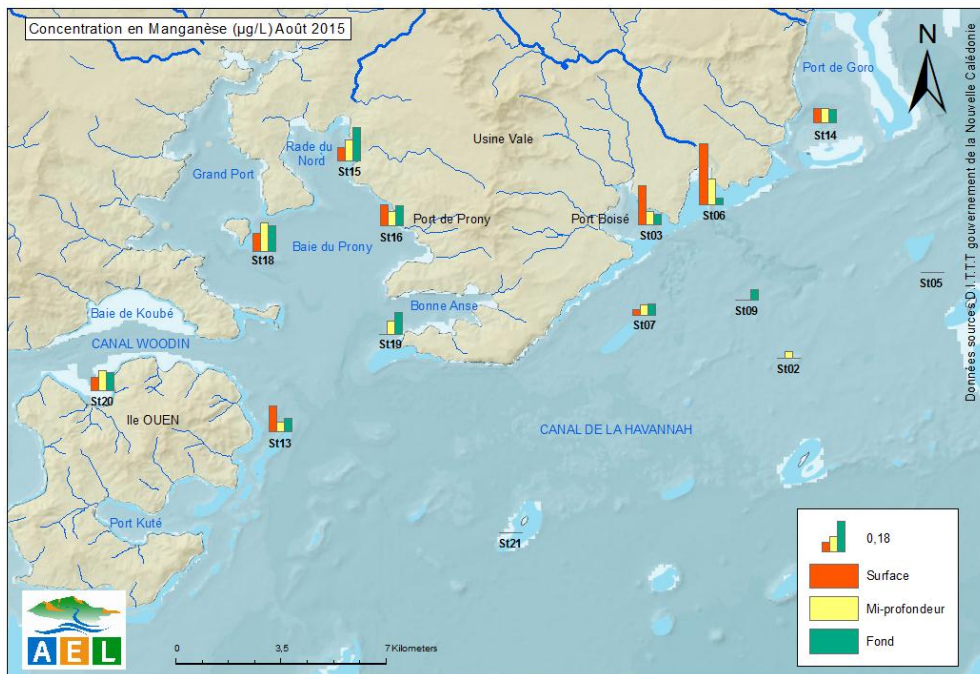 Concentration en Manganèse (µg/L) Août 2015
N
Port de Goro
St14
Usine Vale
Rade du
Nord
St15
Grand Port
St06
Port de Prony
St16
Port Boisé
St03
Baie du Prony
St18
St05
Baie de Koubé
Bonne Anse
St09
St07
St19
CANAL WOODIN
St02
St20
Ile OUEN
St13
CANAL DE LA HAVANNAH
Port Kuté
St21
0,18
Surface
Mi-profondeur
Fond
AEL
0 3,5 7 Kilometers
Données sources D.I.T.T.T gouvernement de la Nouvelle Calédonie